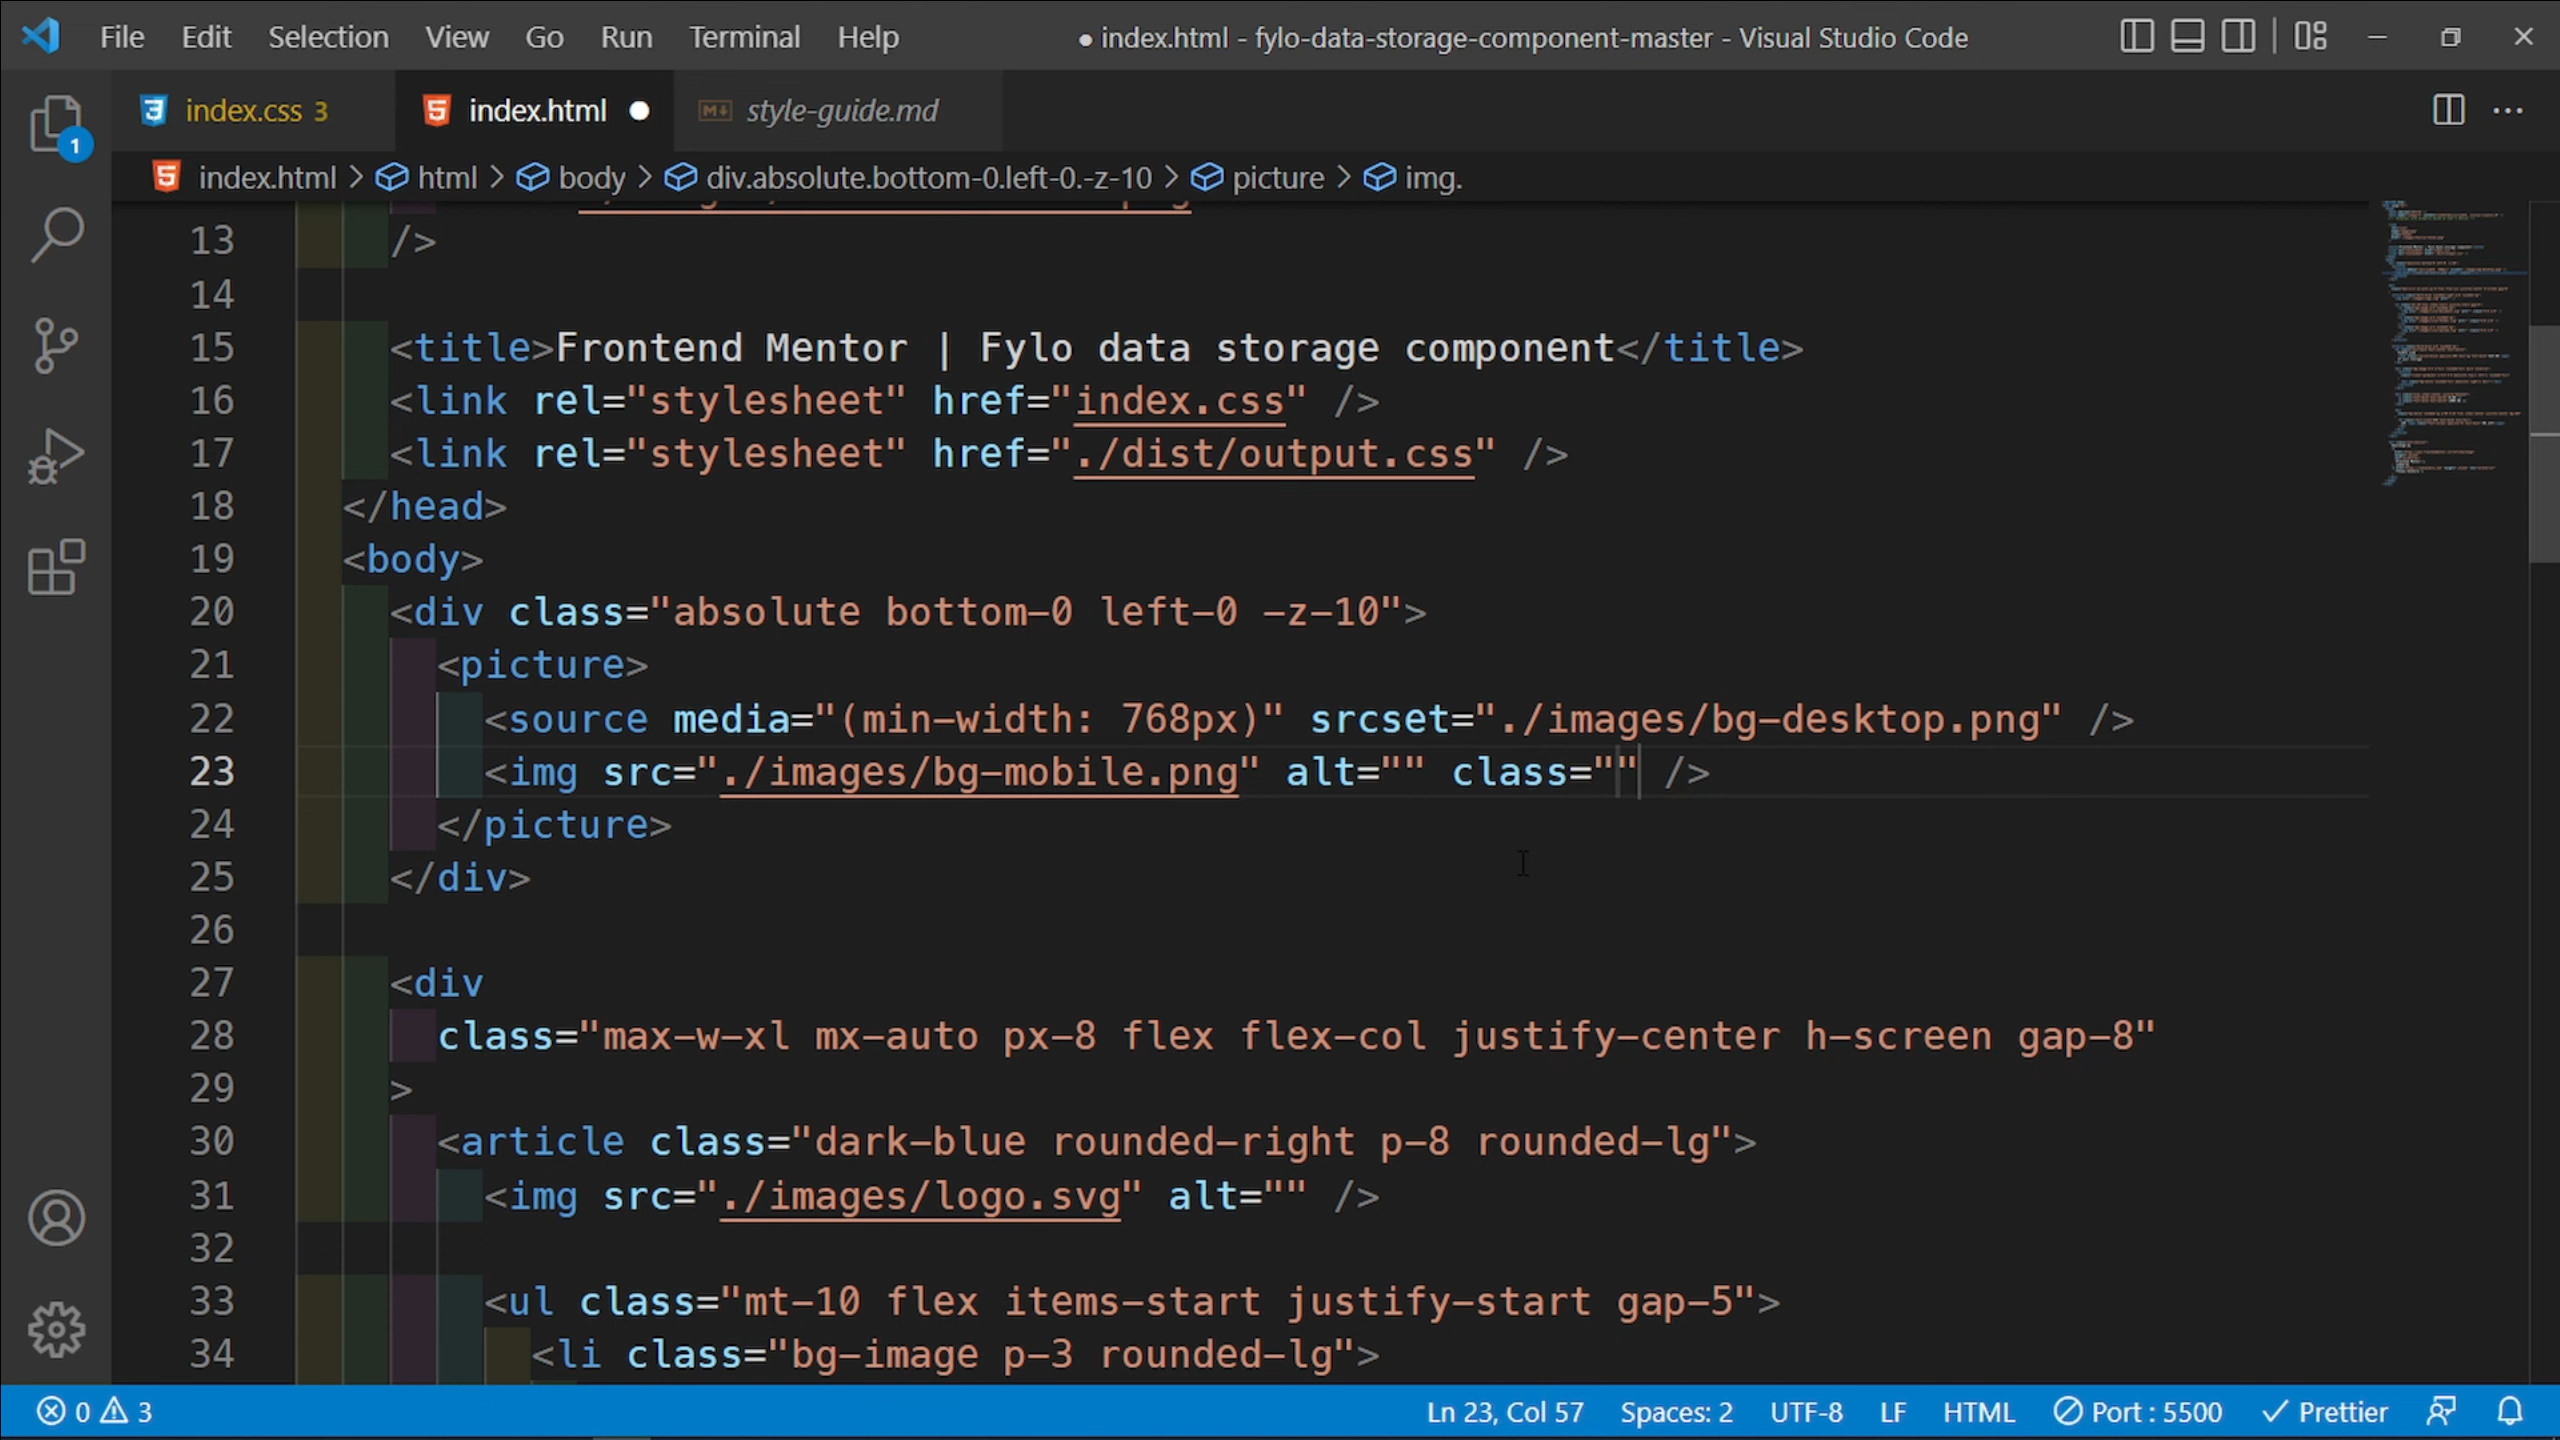 File Edit Selection View Go Run Terminal Help ● index.html - fylo-data-storage-component-master - Visual Studio Code
index.css 3 index.html ● style-guide.md
1
index.html > html > body > div.absolute.bottom-0.left-0.-z-10 > picture > img.
13 />
14
15 <title>Frontend Mentor | Fylo data storage component</title>
16 <link rel="stylesheet" href="index.css" />
17 <link rel="stylesheet" href="./dist/output.css" />
18 </head>
19 <body>
20 <div class="absolute bottom-0 left-0 -z-10">
21 <picture>
22 <source media="(min-width: 768px)" srcset="./images/bg-desktop.png" />
23 <img src="./images/bg-mobile.png" alt="" class="" />
24 </picture>
25 </div>
26
27 <div
28 class="max-w-xl mx-auto px-8 flex flex-col justify-center h-screen gap-8"
29 >
30 <article class="dark-blue rounded-right p-8 rounded-lg">
31 <img src="./images/logo.svg" alt="" />
32
33 <ul class="mt-10 flex items-start justify-start gap-5">
34 <li class="bg-image p-3 rounded-lg">
0 3 Ln 23, Col 57 Spaces: 2 UTF-8 LF HTML Port : 5500 Prettier